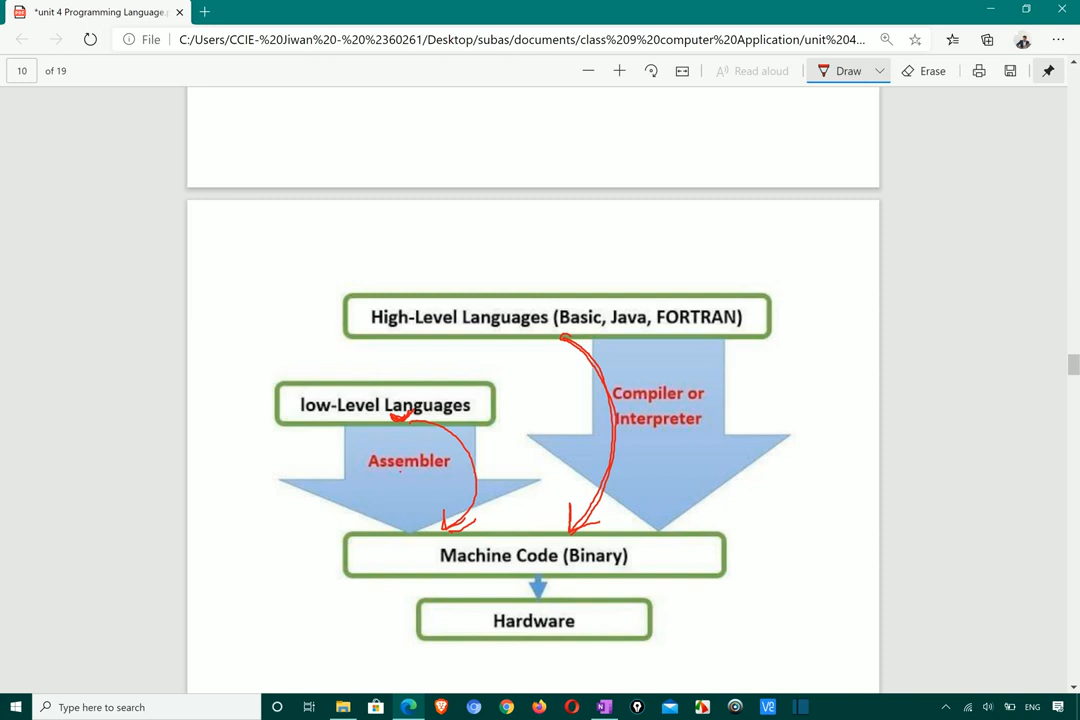 *unit 4 Programming Language.
File
C:/Users/CCIE-%20Jiwan%20-%20%2360261/Desktop/subas/documents/class%209%20computer%20Application/unit%204...
10 of 19
Read aloud
Draw
Erase
High-Level Languages (Basic, Java, FORTRAN)
Compiler or
Interpreter
low-Level Languages
Assembler
Machine Code (Binary)
Hardware
Type here to search
ENG